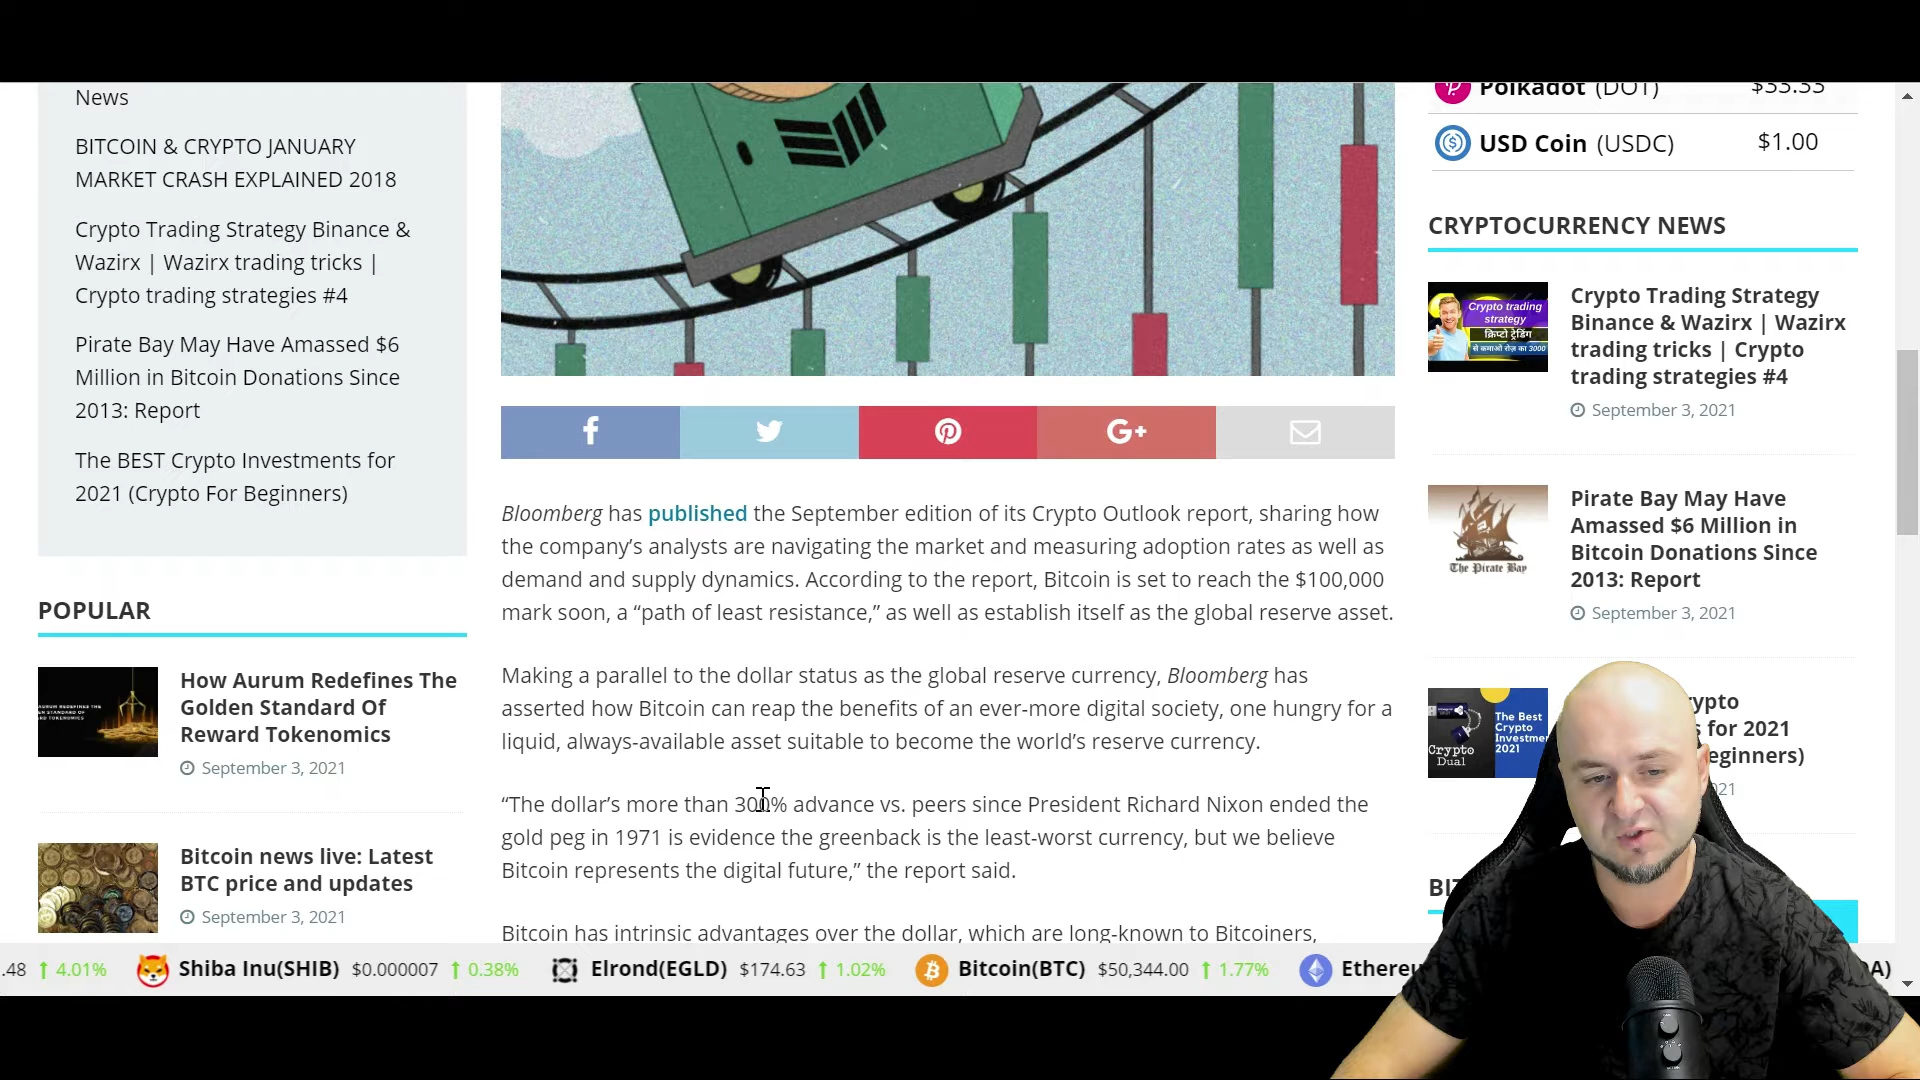 News
BITCOIN & CRYPTO JANUARY
MARKET CRASH EXPLAINED 2018
Crypto Trading Strategy Binance &
Wazirx | Wazirx trading tricks |
Crypto trading strategies #4
Pirate Bay May Have Amassed $6
Million in Bitcoin Donations Since
2013: Report
The BEST Crypto Investments for
2021 (Crypto For Beginners)
POPULAR
How Aurum Redefines The
Golden Standard Of
Reward Tokenomics
September 3, 2021
Bitcoin news live: Latest
BTC price and updates
September 3, 2021
Bloomberg has published the September edition of its Crypto Outlook report, sharing how
the company’s analysts are navigating the market and measuring adoption rates as well as
demand and supply dynamics. According to the report, Bitcoin is set to reach the $100,000
mark soon, a “path of least resistance,” as well as establish itself as the global reserve asset.
Making a parallel to the dollar status as the global reserve currency, Bloomberg has
asserted how Bitcoin can reap the benefits of an ever-more digital society, one hungry for a
liquid, always-available asset suitable to become the world’s reserve currency.
“The dollar’s more than 300% advance vs. peers since President Richard Nixon ended the
gold peg in 1971 is evidence the greenback is the least-worst currency, but we believe
Bitcoin represents the digital future,” the report said.
Bitcoin has intrinsic advantages over the dollar, which are long-known to Bitcoiners,
Polkadot (DOT) $33.33
USD Coin (USDC) $1.00
CRYPTOCURRENCY NEWS
Crypto trading
strategy
क्रिप्टो ट्रेडिंग
से कमाओ रोज़ का 3000
Crypto Trading Strategy
Binance & Wazirx | Wazirx
trading tricks | Crypto
trading strategies #4
September 3, 2021
The Pirate Bay
Pirate Bay May Have
Amassed $6 Million in
Bitcoin Donations Since
2013: Report
September 3, 2021
The Best
Crypto
Investmen
2021
Crypto
Dual
rypto
s for 2021
eginners)
021
BI
.48 4.01% Shiba Inu(SHIB) $0.000007 0.38% Elrond(EGLD) $174.63 1.02% Bitcoin(BTC) $50,344.00 1.77% Ethereu A)